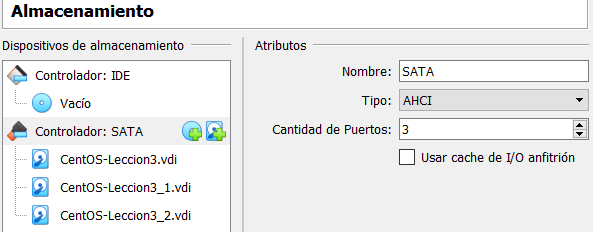 Almacenamiento
Dispositivos de almacenamiento
Controlador: IDE
Vacío
Controlador: SATA
CentOS-Leccion3.vdi
CentOS-Leccion3_1.vdi
CentOS-Leccion3_2.vdi
Atributos
Nombre: SATA
Tipo: AHCI
Cantidad de Puertos: 3
Usar cache de I/O anfitrión